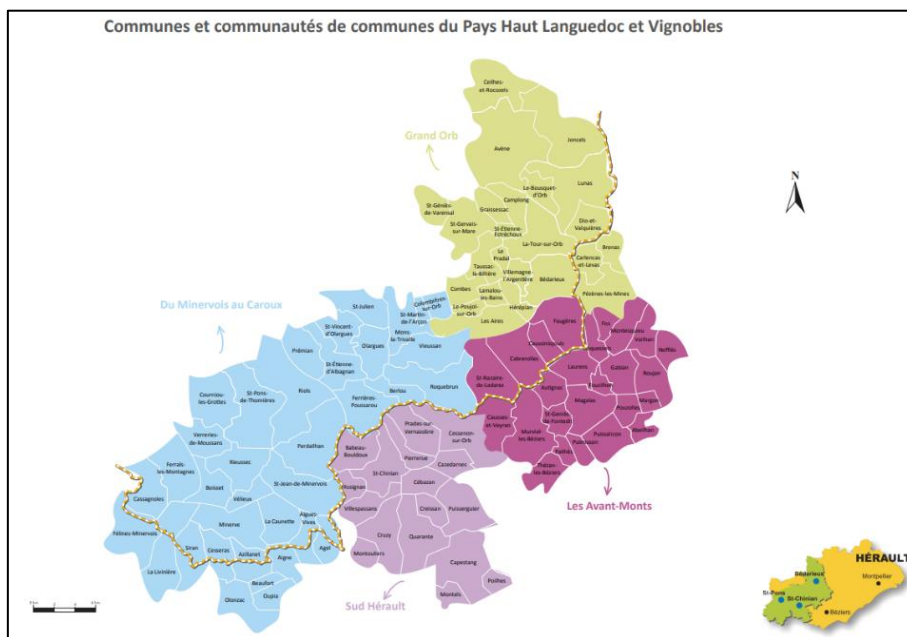 Communes et communautés de communes du Pays Haut Languedoc et Vignobles
Ceilhes-
et-Rocozels
Grand Orb
Avène
Joncels
Lunas
Le-Bousquet-
d'Orb
Camplong
Graissessac
St-Géniès-
de-Varensal
St-Gervais-
sur-Mare
St-Étienne-
Estréchoux
Dio-et-
Valquières
La-Tour-sur-Orb
Brenas
Le
Pradal
Carlencas-
et-Levas
Taussac-
la-Billière
Villemagne-
l'Argentière
Bédarieux
Combes
Lamalou-
les-Bains
Pézènes-les-Mines
Le-Poujol-
sur-Orb
Hérépian
Les Aires
N
Du Minervois au Caroux
St-Julien
Colombières-
sur-Orb
St-Martin-
de-l'Arçon
St-Vincent-
d'Olargues
Mons-
la-Trivalle
Olargues
Vieussan
Prémian
St-Étienne-
d'Albagnan
Roquebrun
Berlou
Riols
Ferrières-
Poussarou
Courniou-
les-Grottes
St-Pons-
de-Thomières
Verreries-
de-Moussans
Pardailhan
Ferrals-
les-Montagnes
Rieussec
Boisset
St-Jean-de-Minervois
Cassagnoles
Vélieux
Minerve
La Caunette
Aigues-
Vives
Félines-Minervois
Siran
Cesseras
Azillanet
Aigne
Agel
La Livinière
Beaufort
Olonzac
Oupia
Faugères
Fos
Montesquieu
Vailhan
Neffiès
Caussiniojouls
Cabrerolles
Roquessels
Laurens
Gabian
Roujan
St-Nazaire-
de-Ladarez
Autignac
Fouzilhon
Magalas
Margon
Pouzolles
Causses-
et-Veyran
St-Geniès-
de-Fontedit
Murviel-
les-Béziers
Puissalicon
Puimisson
Abeilhan
Pailhès
Thézan-
les-Béziers
Les Avant-Monts
Prades-sur-
Vernazobre
Cessenon-
sur-Orb
Babeau-
Bouldoux
Pierrerue
Cazedarnes
St-Chinian
Cébazan
Assignan
Villespassans
Creissan
Puisserguier
Cruzy
Quarante
Montouliers
Capestang
Poilhes
Montels
Sud Hérault
HÉRAULT
Bédarieux
Montpellier
St-Pons
St-Chinian
Béziers